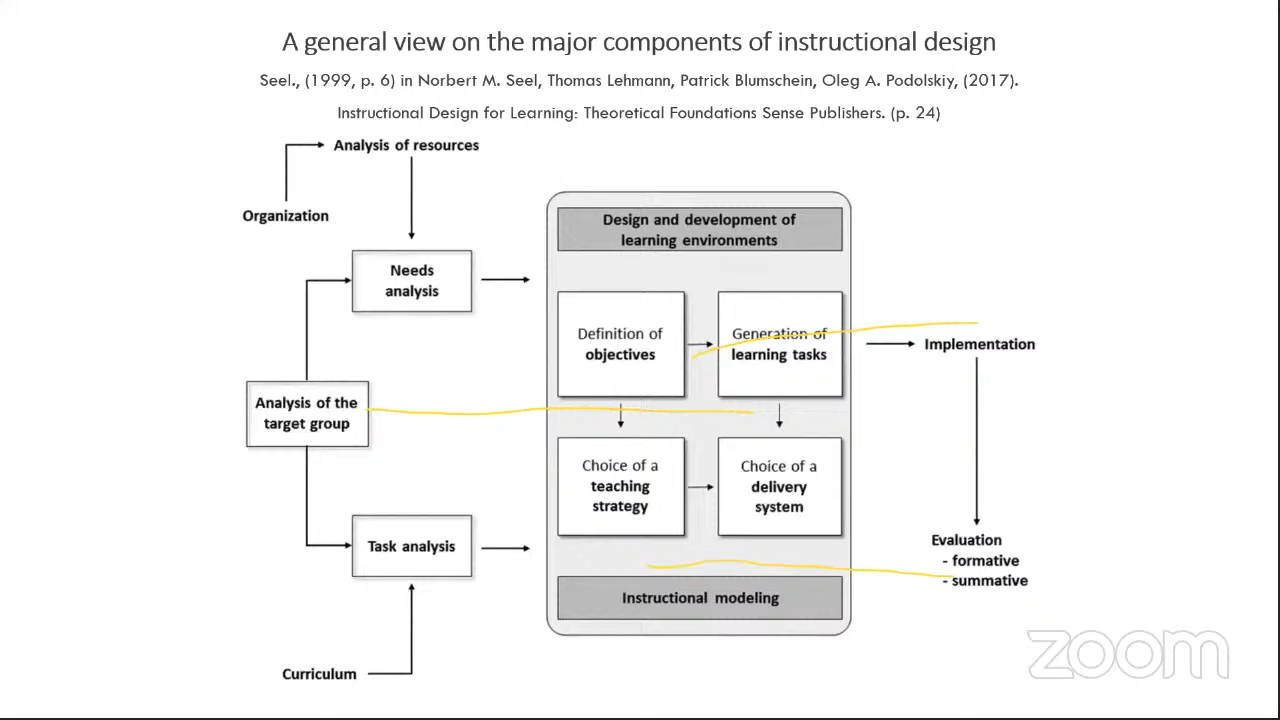 A general view on the major components of instructional design
Seel., (1999, p. 6) in Norbert M. Seel, Thomas Lehmann, Patrick Blumschein, Oleg A. Podolskiy, (2017).
Instructional Design for Learning: Theoretical Foundations Sense Publishers. (p. 24)
Analysis of resources
Organization
Needs
analysis
Analysis of the
target group
Task analysis
Curriculum
Design and development of
learning environments
Definition of
objectives
Generation of
learning tasks
Choice of a
teaching
strategy
Choice of a
delivery
system
Instructional modeling
Implementation
Evaluation
- formative
- summative
zoom